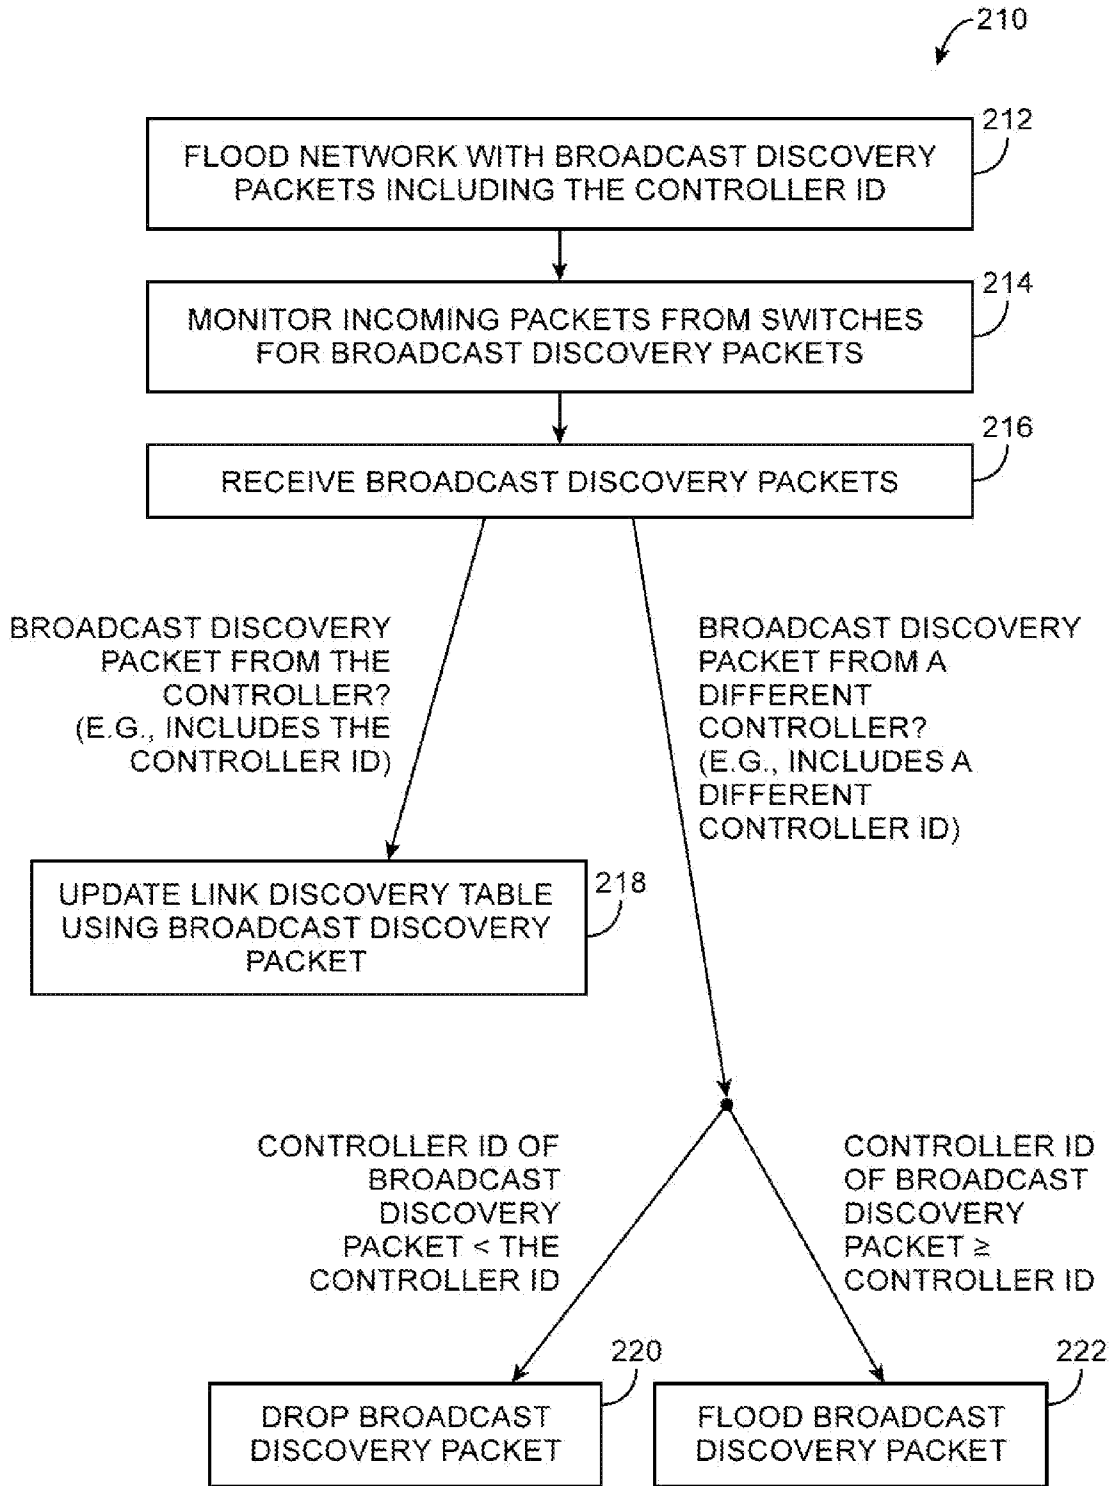 210
212
FLOOD NETWORK WITH BROADCAST DISCOVERY
PACKETS INCLUDING THE CONTROLLER ID
214
MONITOR INCOMING PACKETS FROM SWITCHES
FOR BROADCAST DISCOVERY PACKETS
216
RECEIVE BROADCAST DISCOVERY PACKETS
BROADCAST DISCOVERY
PACKET FROM THE
CONTROLLER?
(E.G., INCLUDES THE
CONTROLLER ID)
BROADCAST DISCOVERY
PACKET FROM A
DIFFERENT
CONTROLLER?
(E.G., INCLUDES A
DIFFERENT
CONTROLLER ID)
218
UPDATE LINK DISCOVERY TABLE
USING BROADCAST DISCOVERY
PACKET
CONTROLLER ID OF
BROADCAST
DISCOVERY
PACKET < THE
CONTROLLER ID
CONTROLLER ID
OF BROADCAST
DISCOVERY
PACKET ≥
CONTROLLER ID
220
DROP BROADCAST
DISCOVERY PACKET
222
FLOOD BROADCAST
DISCOVERY PACKET